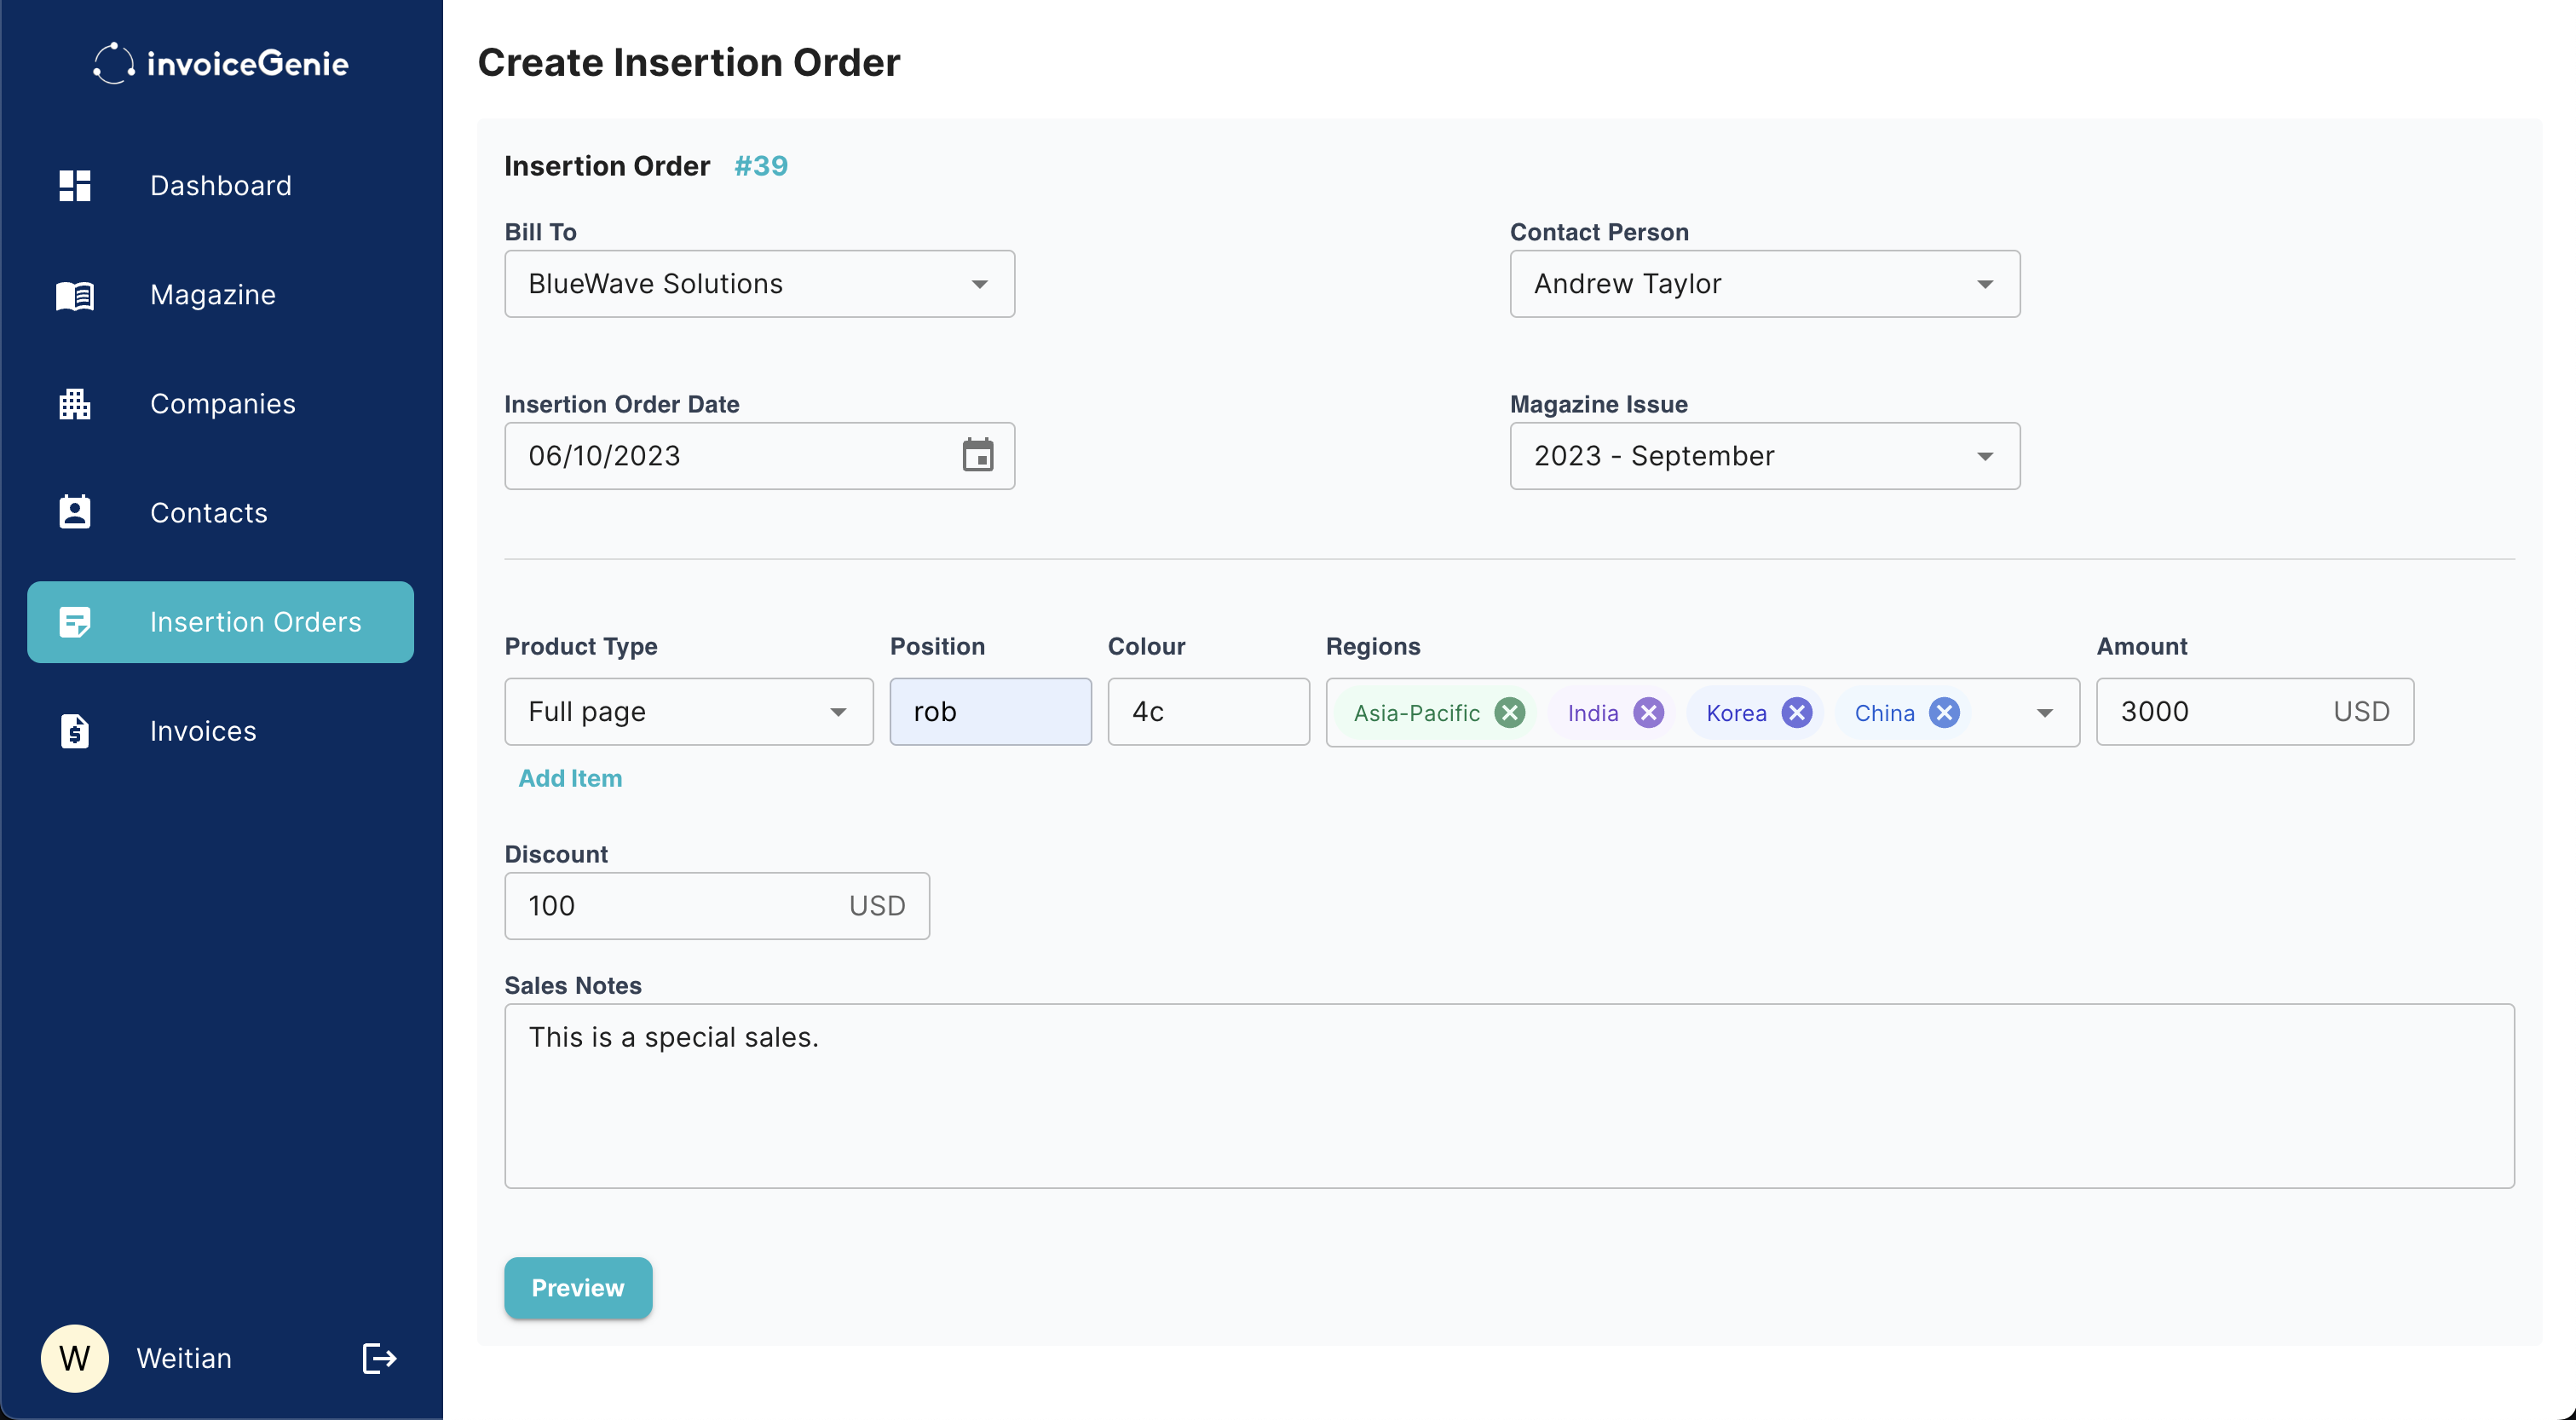 invoiceGenie
Dashboard
Magazine
Companies
Contacts
Insertion Orders
Invoices
W Weitian
Create Insertion Order
Insertion Order #39
Bill To
BlueWave Solutions
Contact Person
Andrew Taylor
Insertion Order Date
06/10/2023
Magazine Issue
2023 - September
Product Type Position Colour Regions Amount
Full page rob 4c Asia-Pacific India Korea China 3000 USD
Add Item
Discount
100 USD
Sales Notes
This is a special sales.
Preview